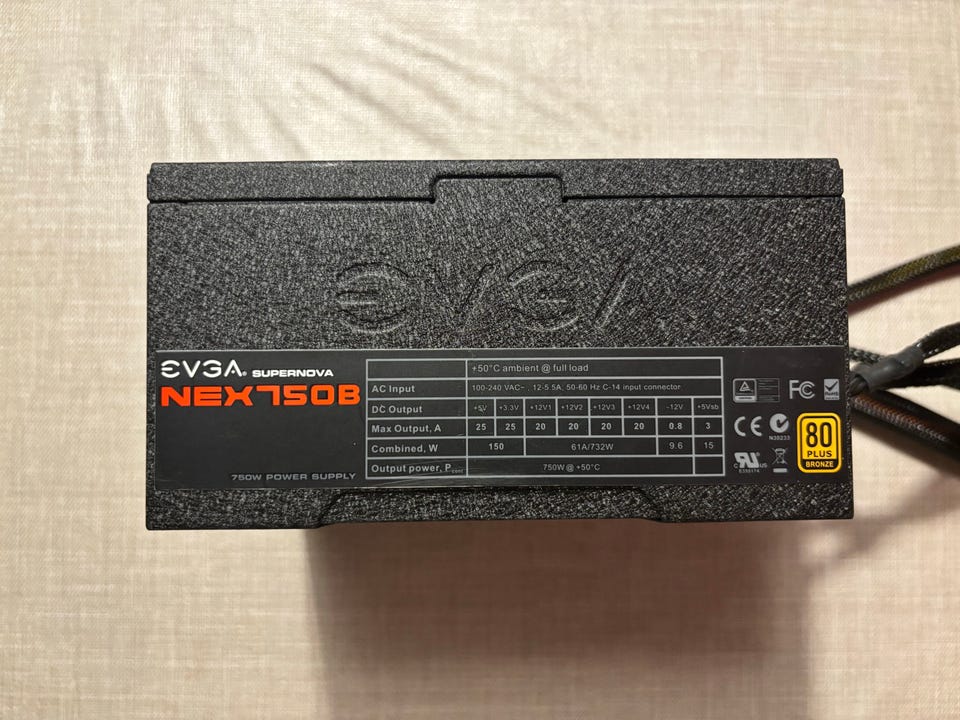 EVGA
EVGA SUPERNOVA
NEX750B
750W POWER SUPPLY
+50°C ambient @ full load
AC Input 100-240 VAC~ , 12-5.5A, 50-60 Hz C-14 input connector
DC Output +5V +3.3V +12V1 +12V2 +12V3 +12V4 -12V +5Vsb
Max Output, A 25 25 20 20 20 20 0.8 3
Combined, W 150 61A/732W 9.6 15
Output power, Pcont 750W @ +50°C
FC
CE N30233
c us
80
PLUS
BRONZE